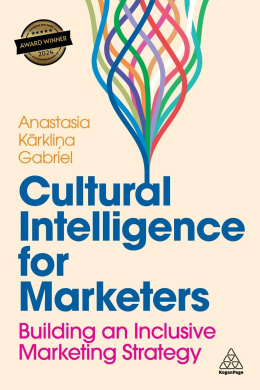 AWARD WINNER
2024
Anastasia
Kārkliņa
Gabriel
Cultural
Intelligence
for
Marketers
Building an Inclusive
Marketing Strategy
KoganPage